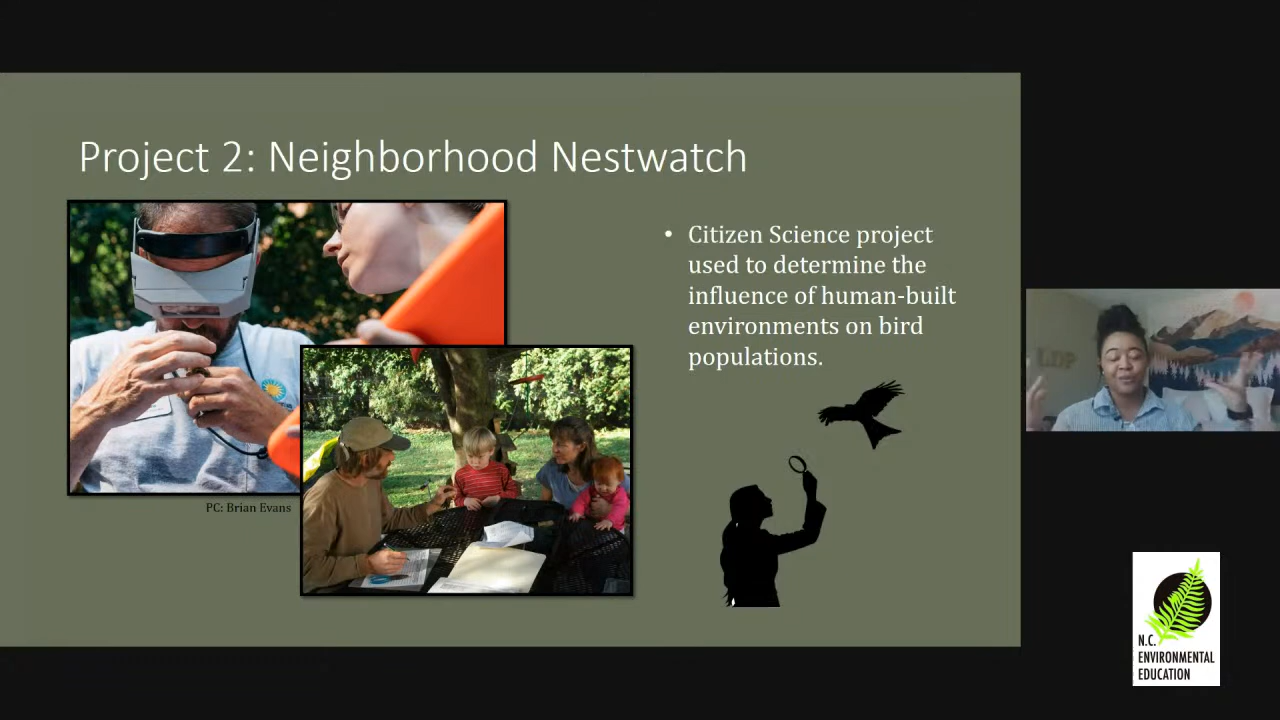 Project 2: Neighborhood Nestwatch
• Citizen Science project
used to determine the
influence of human-built
environments on bird
populations.
PC: Brian Evans
LDP
N.C.
ENVIRONMENTAL
EDUCATION